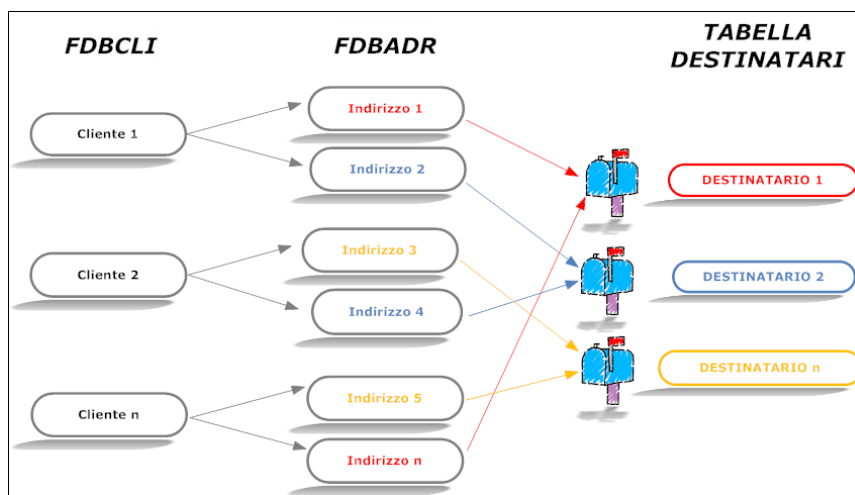 FDBCLI
FDBADR
TABELLA
DESTINATARI
Cliente 1
Indirizzo 1
Indirizzo 2
DESTINATARIO 1
Cliente 2
Indirizzo 3
Indirizzo 4
DESTINATARIO 2
Cliente n
Indirizzo 5
Indirizzo n
DESTINATARIO n